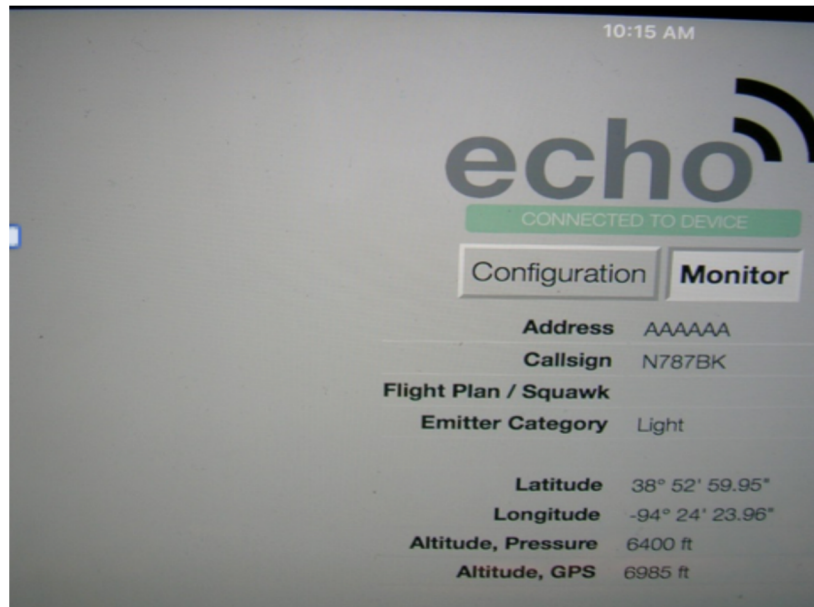 10:15 AM
echo
CONNECTED TO DEVICE
Configuration Monitor
Address AAAAAA
Callsign N787BK
Flight Plan / Squawk
Emitter Category Light
Latitude 38° 52' 59.95"
Longitude -94° 24' 23.96"
Altitude, Pressure 6400 ft
Altitude, GPS 6985 ft